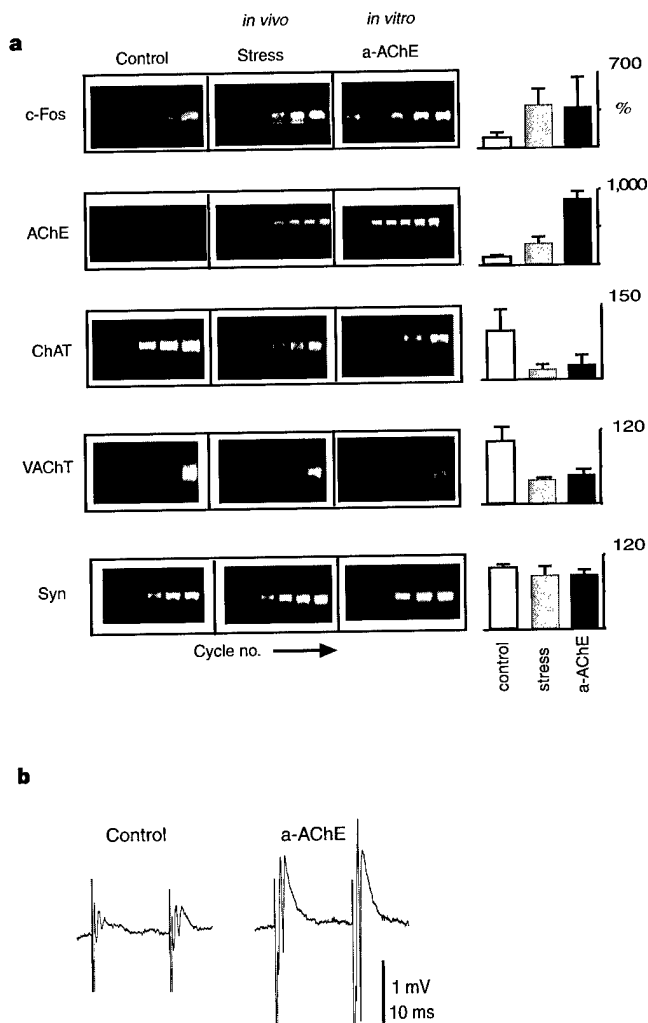 in vivo in vitro
a
Control Stress a-AChE
700
c-Fos
%
AChE
1,000
ChAT
150
VAChT
120
Syn
120
Cycle no.
control stress a-AChE
b
Control a-AChE
1 mV
10 ms